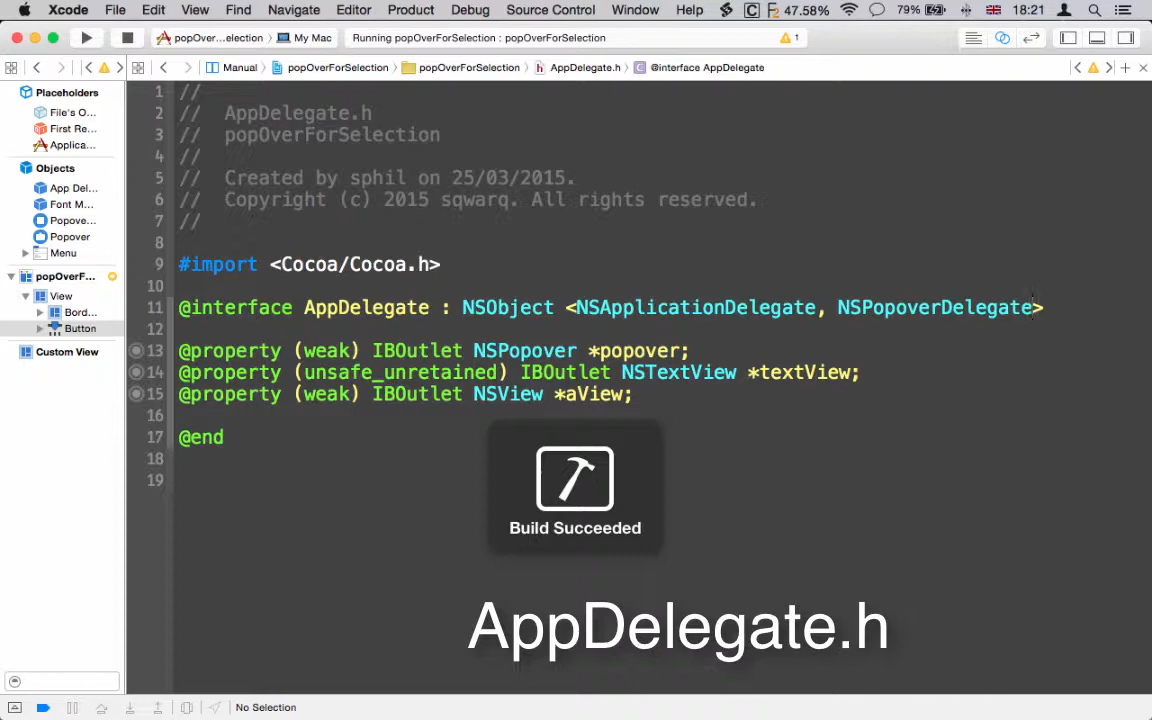 Xcode File Edit View Find Navigate Editor Product Debug Source Control Window Help 47.58% 79% 18:21
popOver...election My Mac Running popOverForSelection : popOverForSelection 1
Manual popOverForSelection popOverForSelection AppDelegate.h @interface AppDelegate
Placeholders
File's O...
First Re...
Applica...
Objects
App Del...
Font M...
Popove...
Popover
Menu
popOverF...
View
Bord...
Button
Custom View
1 //
2 // AppDelegate.h
3 // popOverForSelection
4 //
5 // Created by sphil on 25/03/2015.
6 // Copyright (c) 2015 sqwarq. All rights reserved.
7 //
8
9 #import <Cocoa/Cocoa.h>
10
11 @interface AppDelegate : NSObject <NSApplicationDelegate, NSPopoverDelegate>
12
13 @property (weak) IBOutlet NSPopover *popover;
14 @property (unsafe_unretained) IBOutlet NSTextView *textView;
15 @property (weak) IBOutlet NSView *aView;
16
17 @end
18
19
Build Succeeded
AppDelegate.h
No Selection